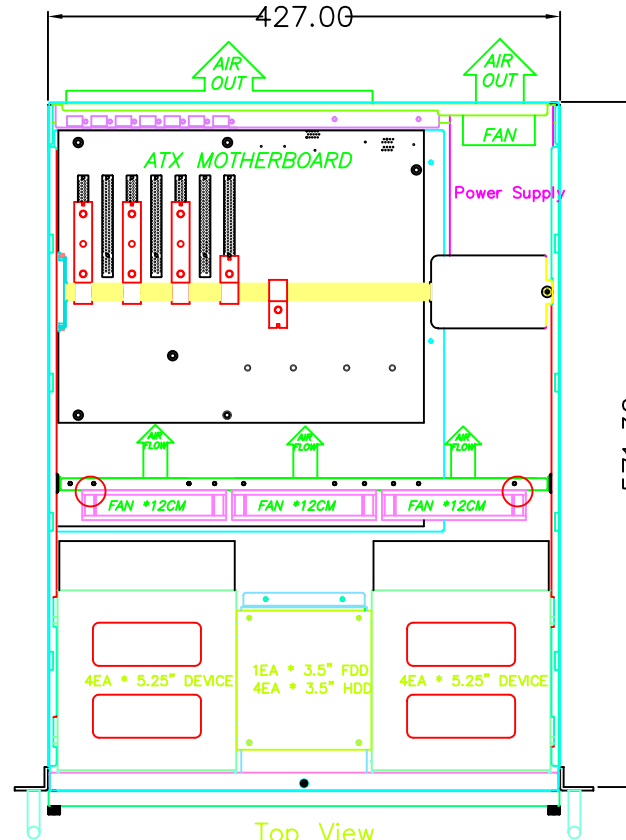 427.00
AIR
OUT
AIR
OUT
FAN
ATX MOTHERBOARD
Power Supply
AIR
FLOW
AIR
FLOW
AIR
FLOW
FAN *12CM
FAN *12CM
FAN *12CM
4EA * 5.25" DEVICE
1EA * 3.5" FDD
4EA * 3.5" HDD
4EA * 5.25" DEVICE
Top View